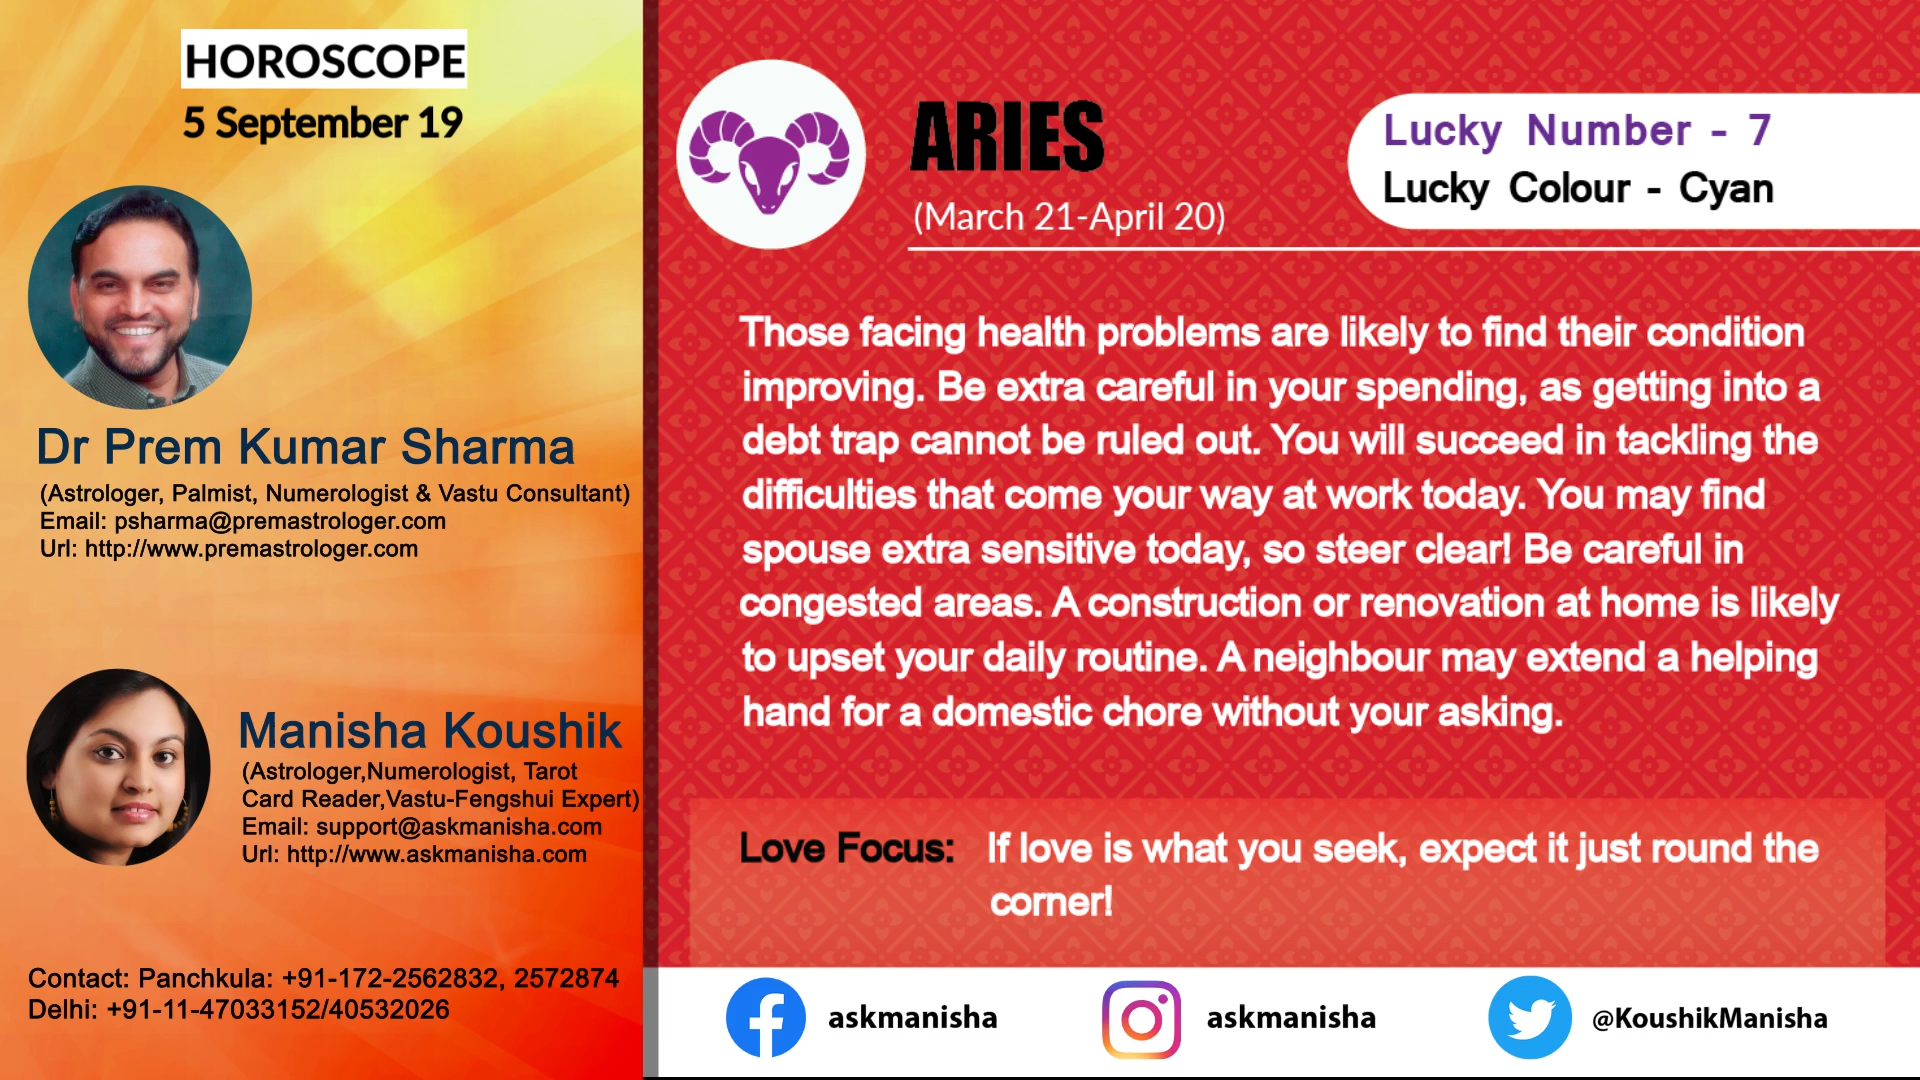 HOROSCOPE
5 September 19
Dr Prem Kumar Sharma
(Astrologer, Palmist, Numerologist & Vastu Consultant)
Email: psharma@premastrologer.com
Url: http://www.premastrologer.com
Manisha Koushik
(Astrologer,Numerologist, Tarot
Card Reader,Vastu-Fengshui Expert)
Email: support@askmanisha.com
Url: http://www.askmanisha.com
Contact: Panchkula: +91-172-2562832, 2572874
Delhi: +91-11-47033152/40532026
ARIES
(March 21-April 20)
Lucky Number - 7
Lucky Colour - Cyan
Those facing health problems are likely to find their condition
improving. Be extra careful in your spending, as getting into a
debt trap cannot be ruled out. You will succeed in tackling the
difficulties that come your way at work today. You may find
spouse extra sensitive today, so steer clear! Be careful in
congested areas. A construction or renovation at home is likely
to upset your daily routine. A neighbour may extend a helping
hand for a domestic chore without your asking.
Love Focus: If love is what you seek, expect it just round the
corner!
askmanisha
askmanisha
@KoushikManisha